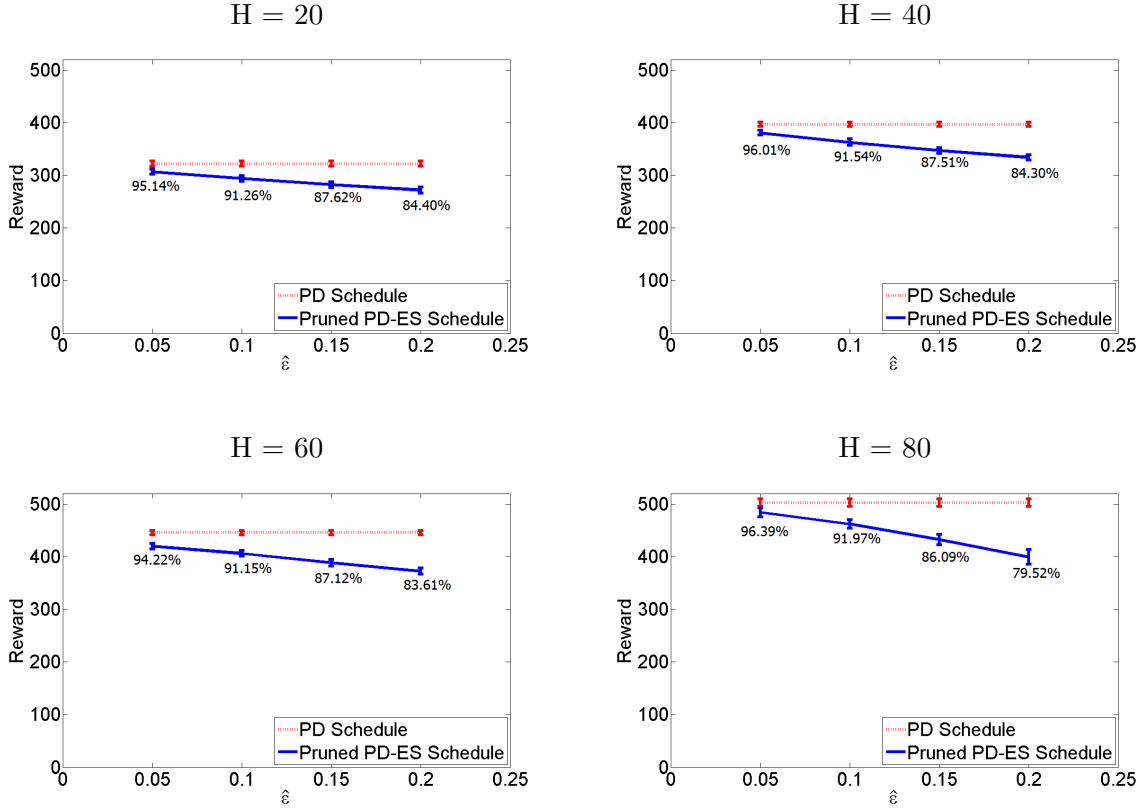 H = 20
500
400
300
200
100
0
Reward
95.14%
91.26%
87.62%
84.40%
PD Schedule
Pruned PD-ES Schedule
0 0.05 0.1 0.15 0.2 0.25
ε̂
H = 40
500
400
300
200
100
0
Reward
96.01%
91.54%
87.51%
84.30%
PD Schedule
Pruned PD-ES Schedule
0 0.05 0.1 0.15 0.2 0.25
ε̂
H = 60
500
400
300
200
100
0
Reward
94.22%
91.15%
87.12%
83.61%
PD Schedule
Pruned PD-ES Schedule
0 0.05 0.1 0.15 0.2 0.25
ε̂
H = 80
500
400
300
200
100
0
Reward
96.39%
91.97%
86.09%
79.52%
PD Schedule
Pruned PD-ES Schedule
0 0.05 0.1 0.15 0.2 0.25
ε̂